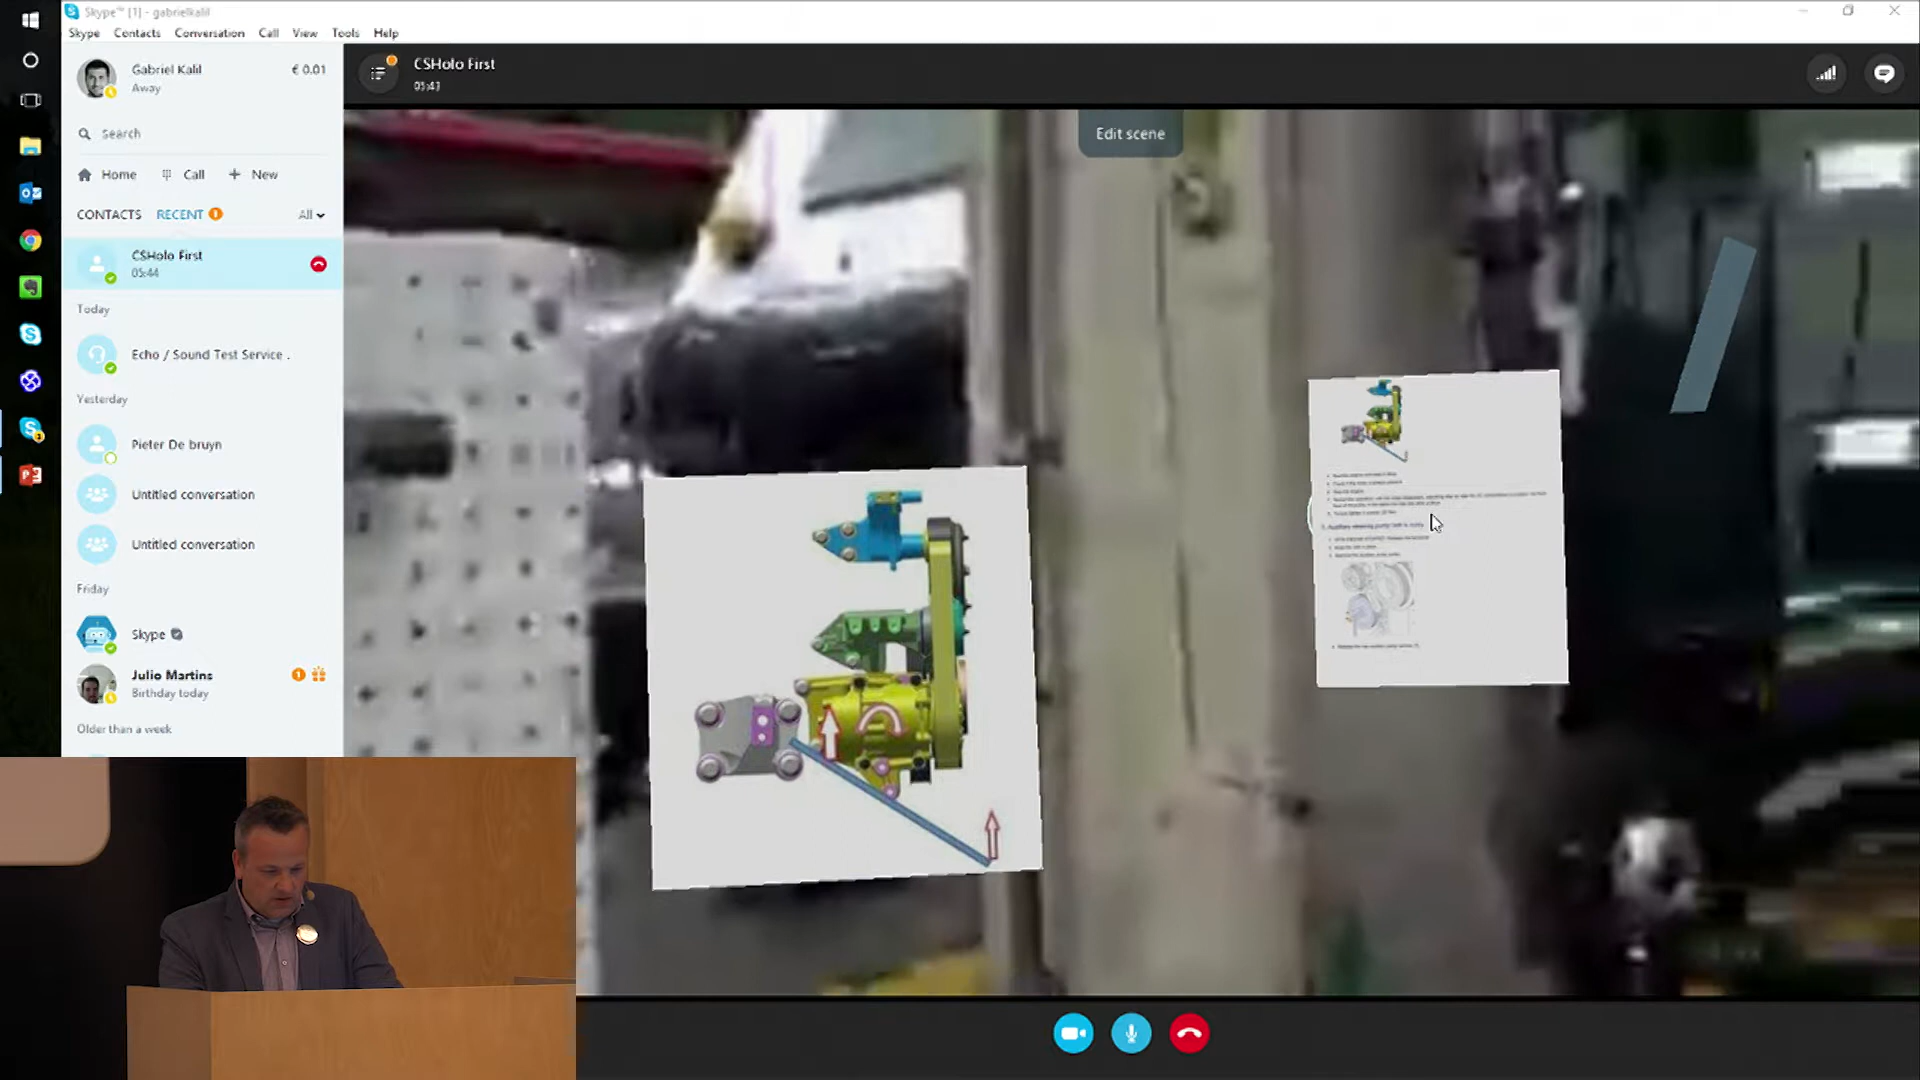 Skype™ [1] - gabrielkalil
Skype Contacts Conversation Call View Tools Help
Gabriel Kalil € 0.01
Away
Search
Home Call New
CONTACTS RECENT 1 All
CSHolo First
05:44
Today
Echo / Sound Test Service .
Yesterday
Pieter De bruyn
Untitled conversation
Untitled conversation
Friday
Skype
Julio Martins 1
Birthday today
Older than a week
CSHolo First
05:43
Edit scene